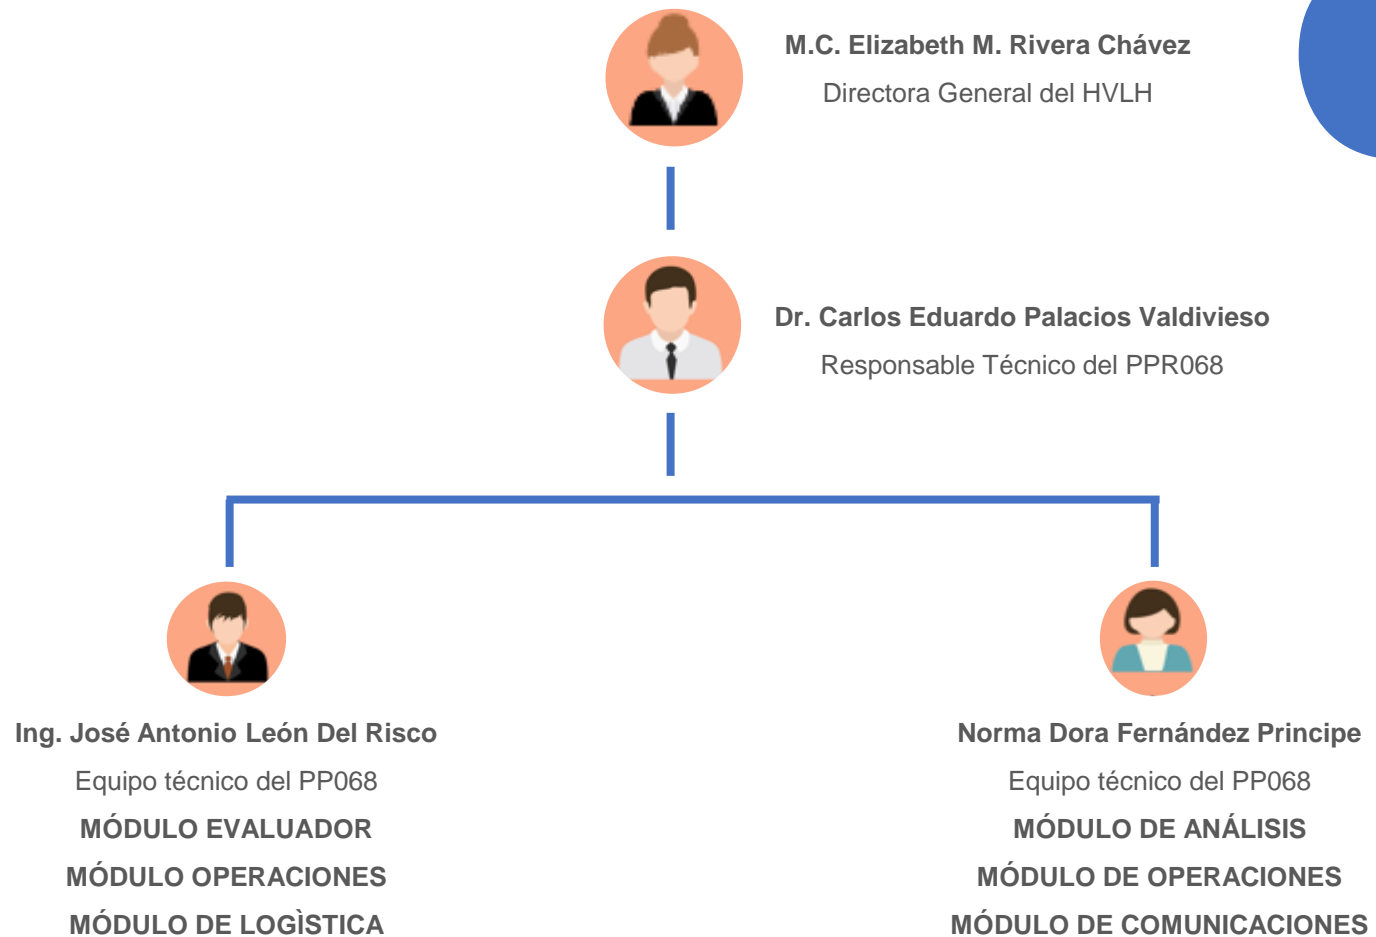 M.C. Elizabeth M. Rivera Chávez
Directora General del HVLH
Dr. Carlos Eduardo Palacios Valdivieso
Responsable Técnico del PPR068
Ing. José Antonio León Del Risco
Equipo técnico del PP068
MÓDULO EVALUADOR
MÓDULO OPERACIONES
MÓDULO DE LOGÌSTICA
Norma Dora Fernández Principe
Equipo técnico del PP068
MÓDULO DE ANÁLISIS
MÓDULO DE OPERACIONES
MÓDULO DE COMUNICACIONES